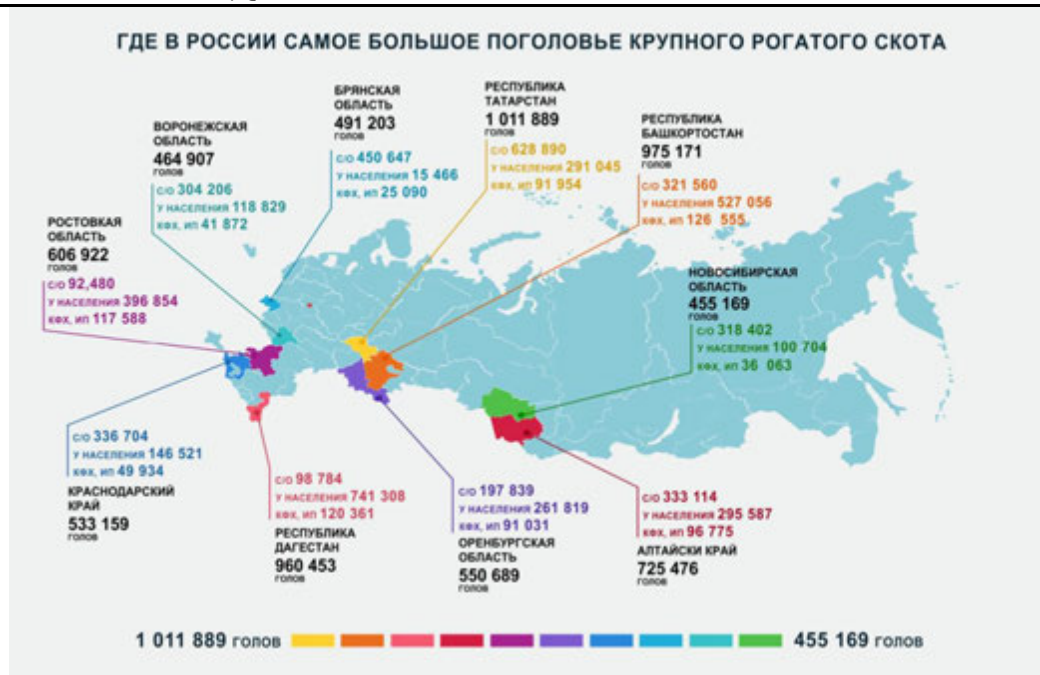 ГДЕ В РОССИИ САМОЕ БОЛЬШОЕ ПОГОЛОВЬЕ КРУПНОГО РОГАТОГО СКОТА
РЕСПУБЛИКА
ТАТАРСТАН
1 011 889
ГОЛОВ
С/О 628 890
У НАСЕЛЕНИЯ 291 045
КФХ, ИП 91 954
БРЯНСКАЯ
ОБЛАСТЬ
491 203
ГОЛОВ
С/О 450 647
У НАСЕЛЕНИЯ 15 466
КФХ, ИП 25 090
РЕСПУБЛИКА
БАШКОРТОСТАН
975 171
ГОЛОВ
С/О 321 560
У НАСЕЛЕНИЯ 527 056
КФХ, ИП 126 555
ВОРОНЕЖСКАЯ
ОБЛАСТЬ
464 907
ГОЛОВ
С/О 304 206
У НАСЕЛЕНИЯ 118 829
КФХ, ИП 41 872
РОСТОВКАЯ
ОБЛАСТЬ
606 922
ГОЛОВ
С/О 92,480
У НАСЕЛЕНИЯ 396 854
КФХ, ИП 117 588
НОВОСИБИРСКАЯ
ОБЛАСТЬ
455 169
ГОЛОВ
С/О 318 402
У НАСЕЛЕНИЯ 100 704
КФХ, ИП 36 063
С/О 336 704
У НАСЕЛЕНИЯ 146 521
КФХ, ИП 49 934
КРАСНОДАРСКИЙ
КРАЙ
533 159
ГОЛОВ
С/О 98 784
У НАСЕЛЕНИЯ 741 308
КФХ, ИП 120 361
РЕСПУБЛИКА
ДАГЕСТАН
960 453
ГОЛОВ
С/О 197 839
У НАСЕЛЕНИЯ 261 819
КФХ, ИП 91 031
ОРЕНБУРГСКАЯ
ОБЛАСТЬ
550 689
ГОЛОВ
С/О 333 114
У НАСЕЛЕНИЯ 295 587
КФХ, ИП 96 775
АЛТАЙСКИ КРАЙ
725 476
ГОЛОВ
1 011 889 ГОЛОВ
455 169 ГОЛОВ